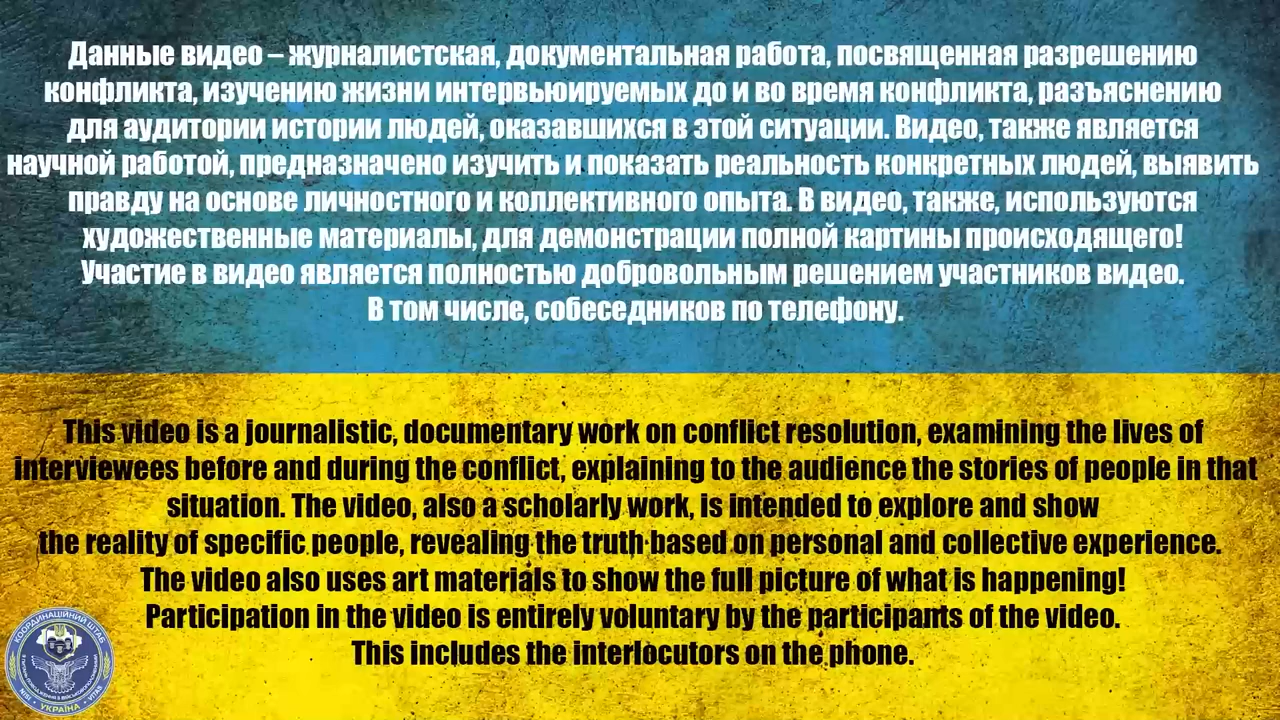 Данные видео – журналистская, документальная работа, посвященная разрешению
конфликта, изучению жизни интервьюируемых до и во время конфликта, разъяснению
для аудитории истории людей, оказавшихся в этой ситуации. Видео, также является
научной работой, предназначено изучить и показать реальность конкретных людей, выявить
правду на основе личностного и коллективного опыта. В видео, также, используются
художественные материалы, для демонстрации полной картины происходящего!
Участие в видео является полностью добровольным решением участников видео.
В том числе, собеседников по телефону.
This video is a journalistic, documentary work on conflict resolution, examining the lives of
interviewees before and during the conflict, explaining to the audience the stories of people in that
situation. The video, also a scholarly work, is intended to explore and show
the reality of specific people, revealing the truth based on personal and collective experience.
The video also uses art materials to show the full picture of what is happening!
Participation in the video is entirely voluntary by the participants of the video.
This includes the interlocutors on the phone.
КООРДИНАЦІЙНИЙ ШТАБ
УКРАЇНА